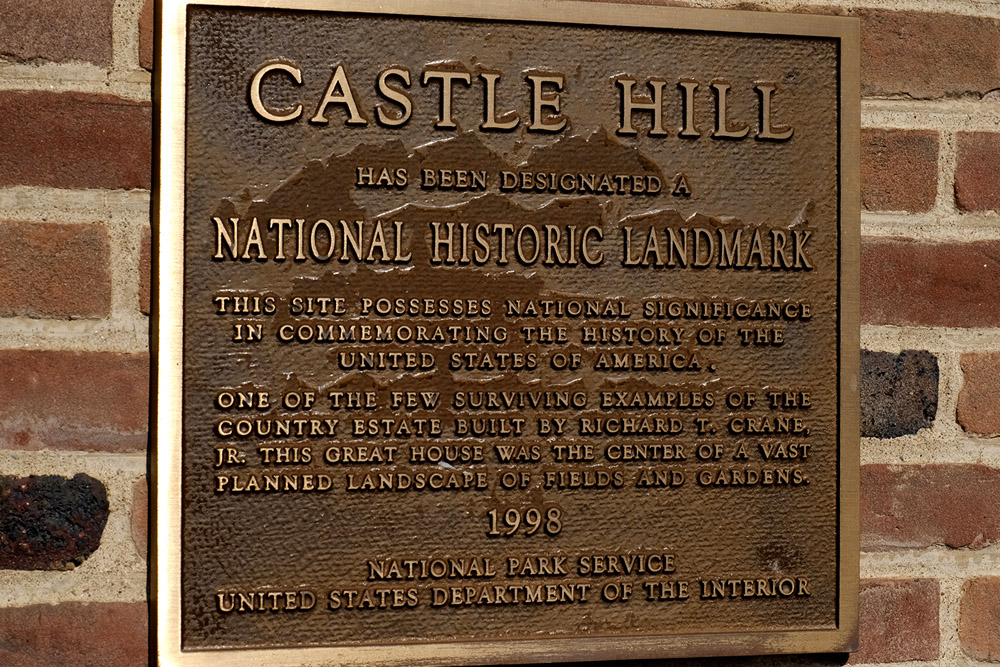 CASTLE HILL
HAS BEEN DESIGNATED A
NATIONAL HISTORIC LANDMARK
THIS SITE POSSESSES NATIONAL SIGNIFICANCE
IN COMMEMORATING THE HISTORY OF THE
UNITED STATES OF AMERICA.
ONE OF THE FEW SURVIVING EXAMPLES OF THE
COUNTRY ESTATE BUILT BY RICHARD T. CRANE,
JR. THIS GREAT HOUSE WAS THE CENTER OF A VAST
PLANNED LANDSCAPE OF FIELDS AND GARDENS.
1998
NATIONAL PARK SERVICE
UNITED STATES DEPARTMENT OF THE INTERIOR